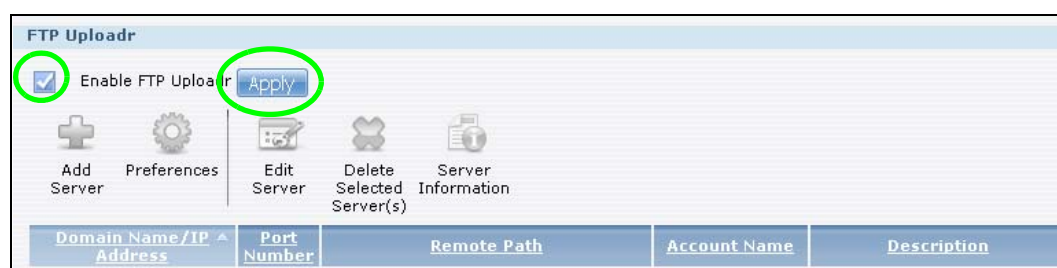 FTP Uploadr
Enable FTP Uploadr Apply
Add Server
Preferences
Edit Server
Delete Selected Server(s)
Server Information
Domain Name/IP Address
Port Number
Remote Path
Account Name
Description